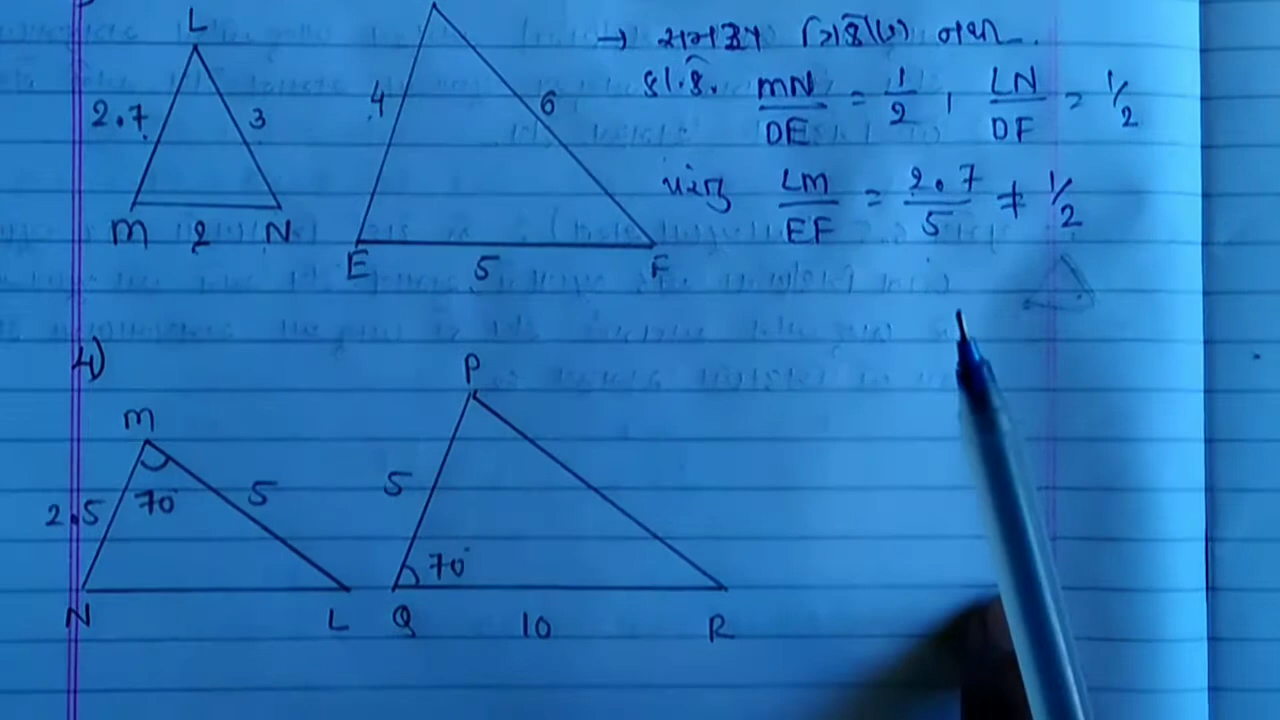 L
2.7
3
M 2 N
4
6
E 5 F
→ સમરૂપ ત્રિકોણ નથી.
કા.કે. MN/DE = 1/2 , LN/DF = 1/2
પરંતુ LM/EF = 2.7/5 ≠ 1/2
4)
M
2.5
70°
5
N
L
P
5
70°
Q
10
R